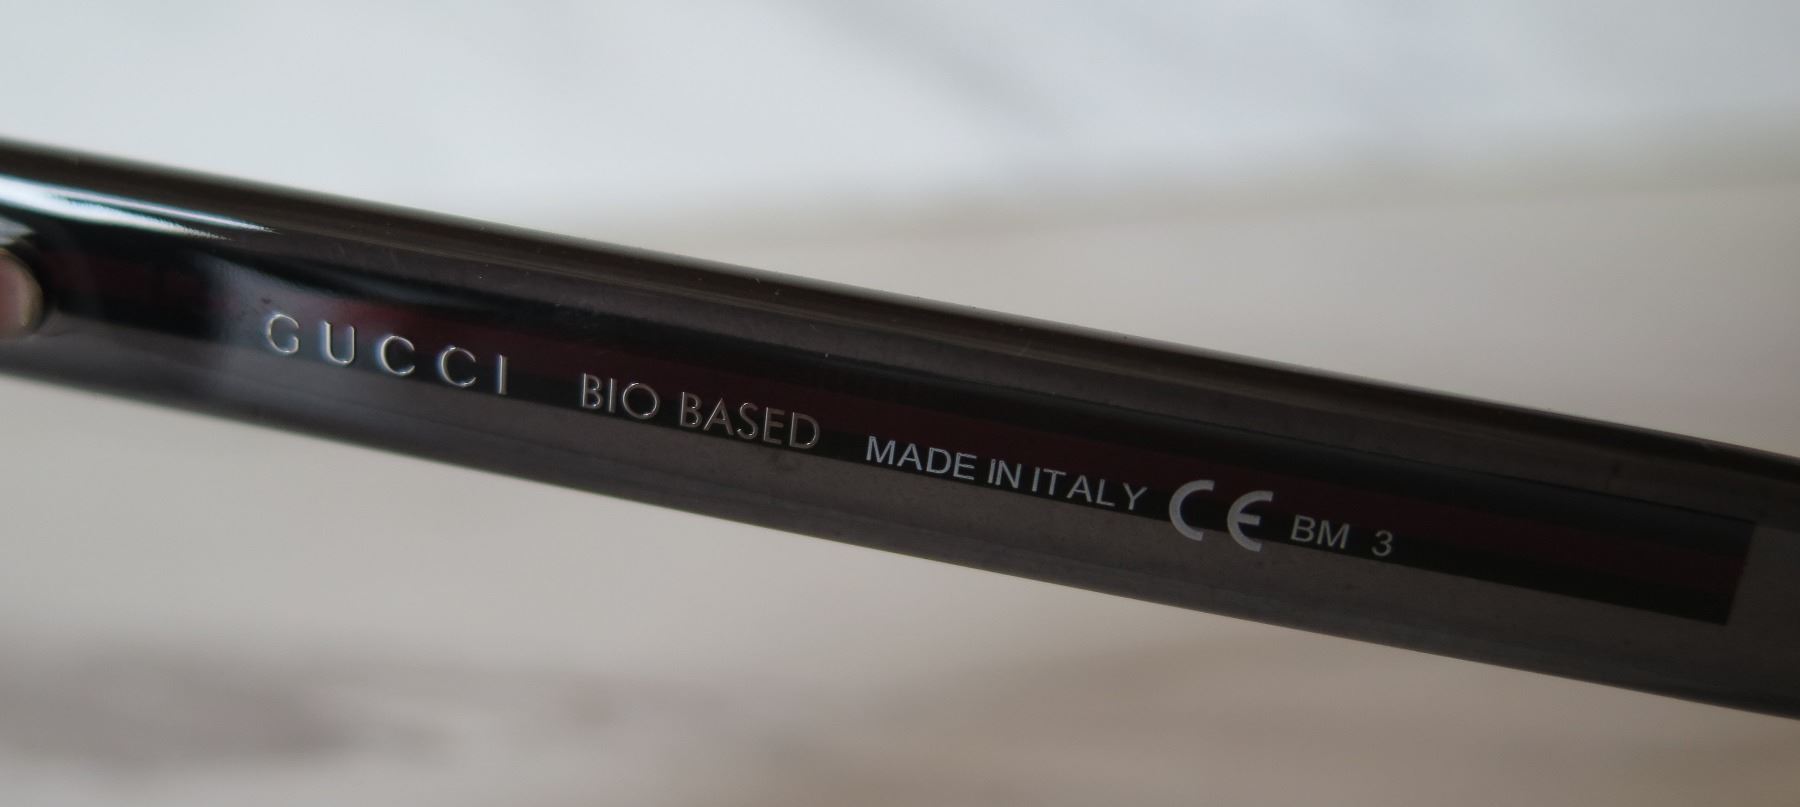 GUCCI BIO BASED MADE IN ITALY CE BM 3